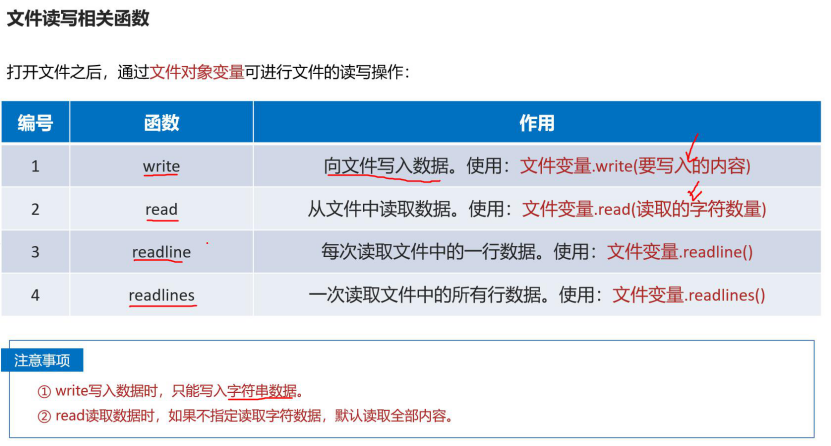 文件读写相关函数
打开文件之后，通过文件对象变量可进行文件的读写操作：
编号 函数 作用
1 write 向文件写入数据。使用：文件变量.write(要写入的内容)
2 read 从文件中读取数据。使用：文件变量.read(读取的字符数量)
3 readline 每次读取文件中的一行数据。使用：文件变量.readline()
4 readlines 一次读取文件中的所有行数据。使用：文件变量.readlines()
注意事项
① write写入数据时，只能写入字符串数据。
② read读取数据时，如果不指定读取字符数据，默认读取全部内容。